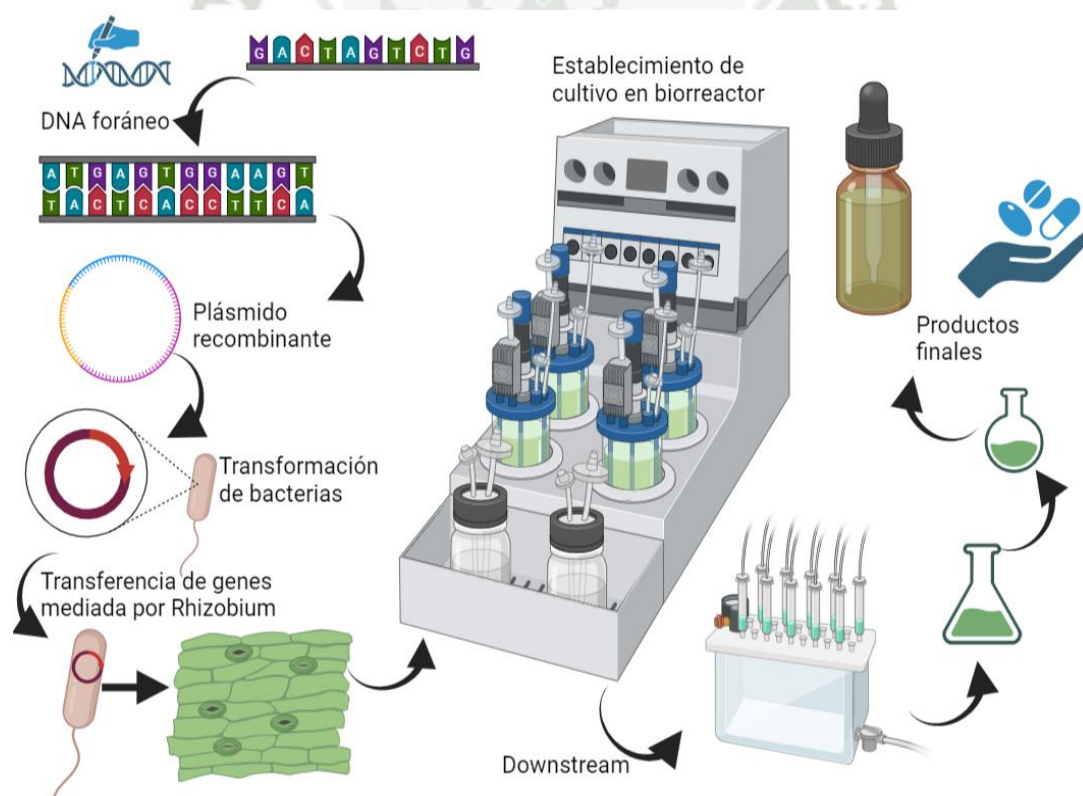 G A C T A G T C T G
DNA foráneo
A T G A G T G G A A G T
T A C T C A C C T T C A
Plásmido
recombinante
Transformación
de bacterias
Transferencia de genes
mediada por Rhizobium
Establecimiento de
cultivo en biorreactor
Downstream
Productos
finales